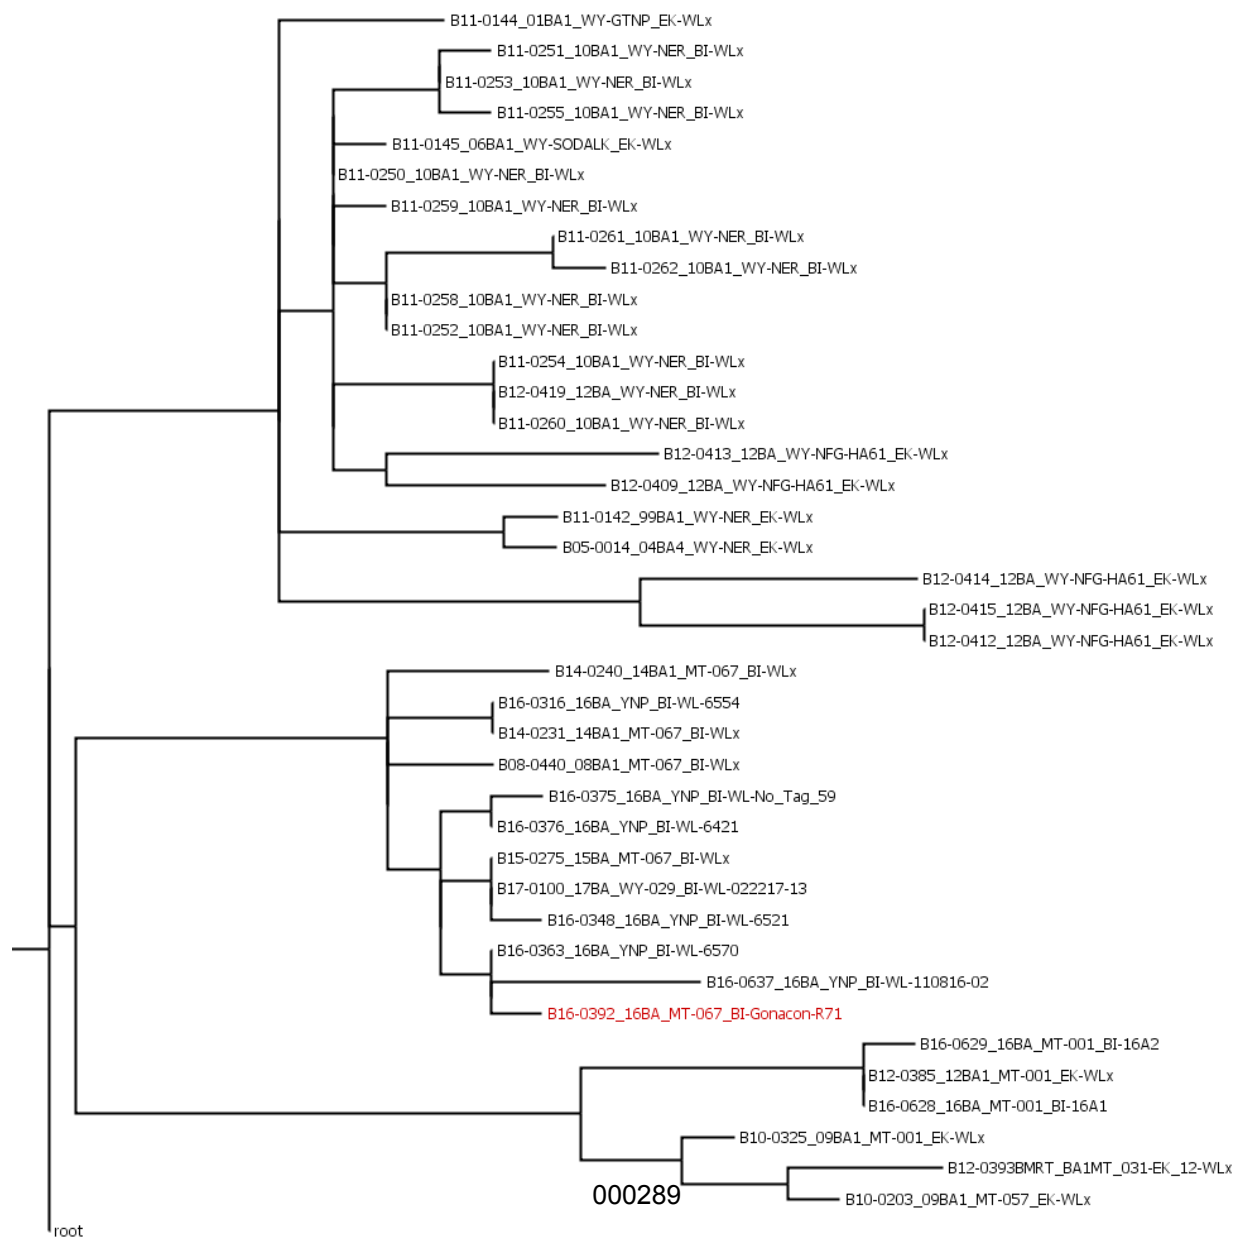 B11-0144_01BA1_WY-GTNP_EK-WLx
B11-0251_10BA1_WY-NER_BI-WLx
B11-0253_10BA1_WY-NER_BI-WLx
B11-0255_10BA1_WY-NER_BI-WLx
B11-0145_06BA1_WY-SODALK_EK-WLx
B11-0250_10BA1_WY-NER_BI-WLx
B11-0259_10BA1_WY-NER_BI-WLx
B11-0261_10BA1_WY-NER_BI-WLx
B11-0262_10BA1_WY-NER_BI-WLx
B11-0258_10BA1_WY-NER_BI-WLx
B11-0252_10BA1_WY-NER_BI-WLx
B11-0254_10BA1_WY-NER_BI-WLx
B12-0419_12BA_WY-NER_BI-WLx
B11-0260_10BA1_WY-NER_BI-WLx
B12-0413_12BA_WY-NFG-HA61_EK-WLx
B12-0409_12BA_WY-NFG-HA61_EK-WLx
B11-0142_99BA1_WY-NER_EK-WLx
B05-0014_04BA4_WY-NER_EK-WLx
B12-0414_12BA_WY-NFG-HA61_EK-WLx
B12-0415_12BA_WY-NFG-HA61_EK-WLx
B12-0412_12BA_WY-NFG-HA61_EK-WLx
B14-0240_14BA1_MT-067_BI-WLx
B16-0316_16BA_YNP_BI-WL-6554
B14-0231_14BA1_MT-067_BI-WLx
B08-0440_08BA1_MT-067_BI-WLx
B16-0375_16BA_YNP_BI-WL-No_Tag_59
B16-0376_16BA_YNP_BI-WL-6421
B15-0275_15BA_MT-067_BI-WLx
B17-0100_17BA_WY-029_BI-WL-022217-13
B16-0348_16BA_YNP_BI-WL-6521
B16-0363_16BA_YNP_BI-WL-6570
B16-0637_16BA_YNP_BI-WL-110816-02
B16-0392_16BA_MT-067_BI-Gonacon-R71
B16-0629_16BA_MT-001_BI-16A2
B12-0385_12BA1_MT-001_EK-WLx
B16-0628_16BA_MT-001_BI-16A1
B10-0325_09BA1_MT-001_EK-WLx
B12-0393BMRT_BA1MT_031-EK_12-WLx
000289
B10-0203_09BA1_MT-057_EK-WLx
root